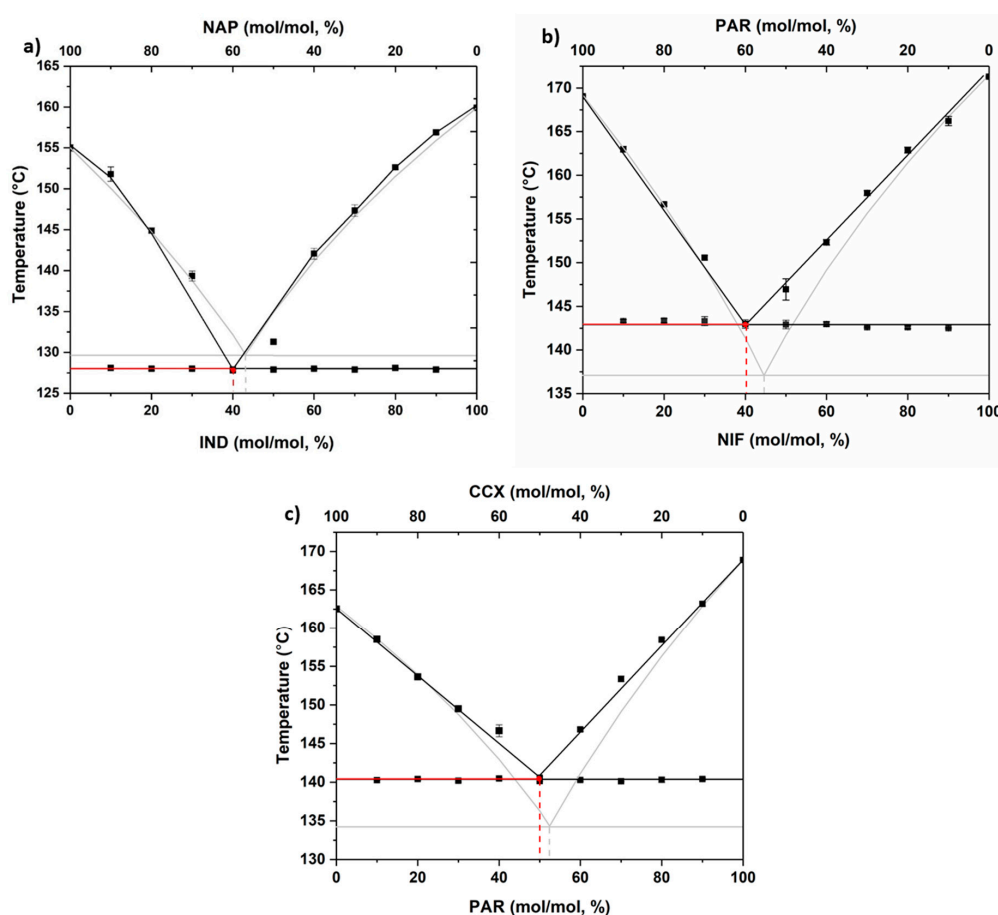 NAP (mol/mol, %)
a)
100 80 60 40 20 0
165
160
155
150
145
140
135
130
125
Temperature (°C)
0 20 40 60 80 100
IND (mol/mol, %)
PAR (mol/mol, %)
b)
100 80 60 40 20 0
170
165
160
155
150
145
140
135
Temperature (°C)
0 20 40 60 80 100
NIF (mol/mol, %)
CCX (mol/mol, %)
c)
100 80 60 40 20 0
170
165
160
155
150
145
140
135
130
Temperature (°C)
0 20 40 60 80 100
PAR (mol/mol, %)